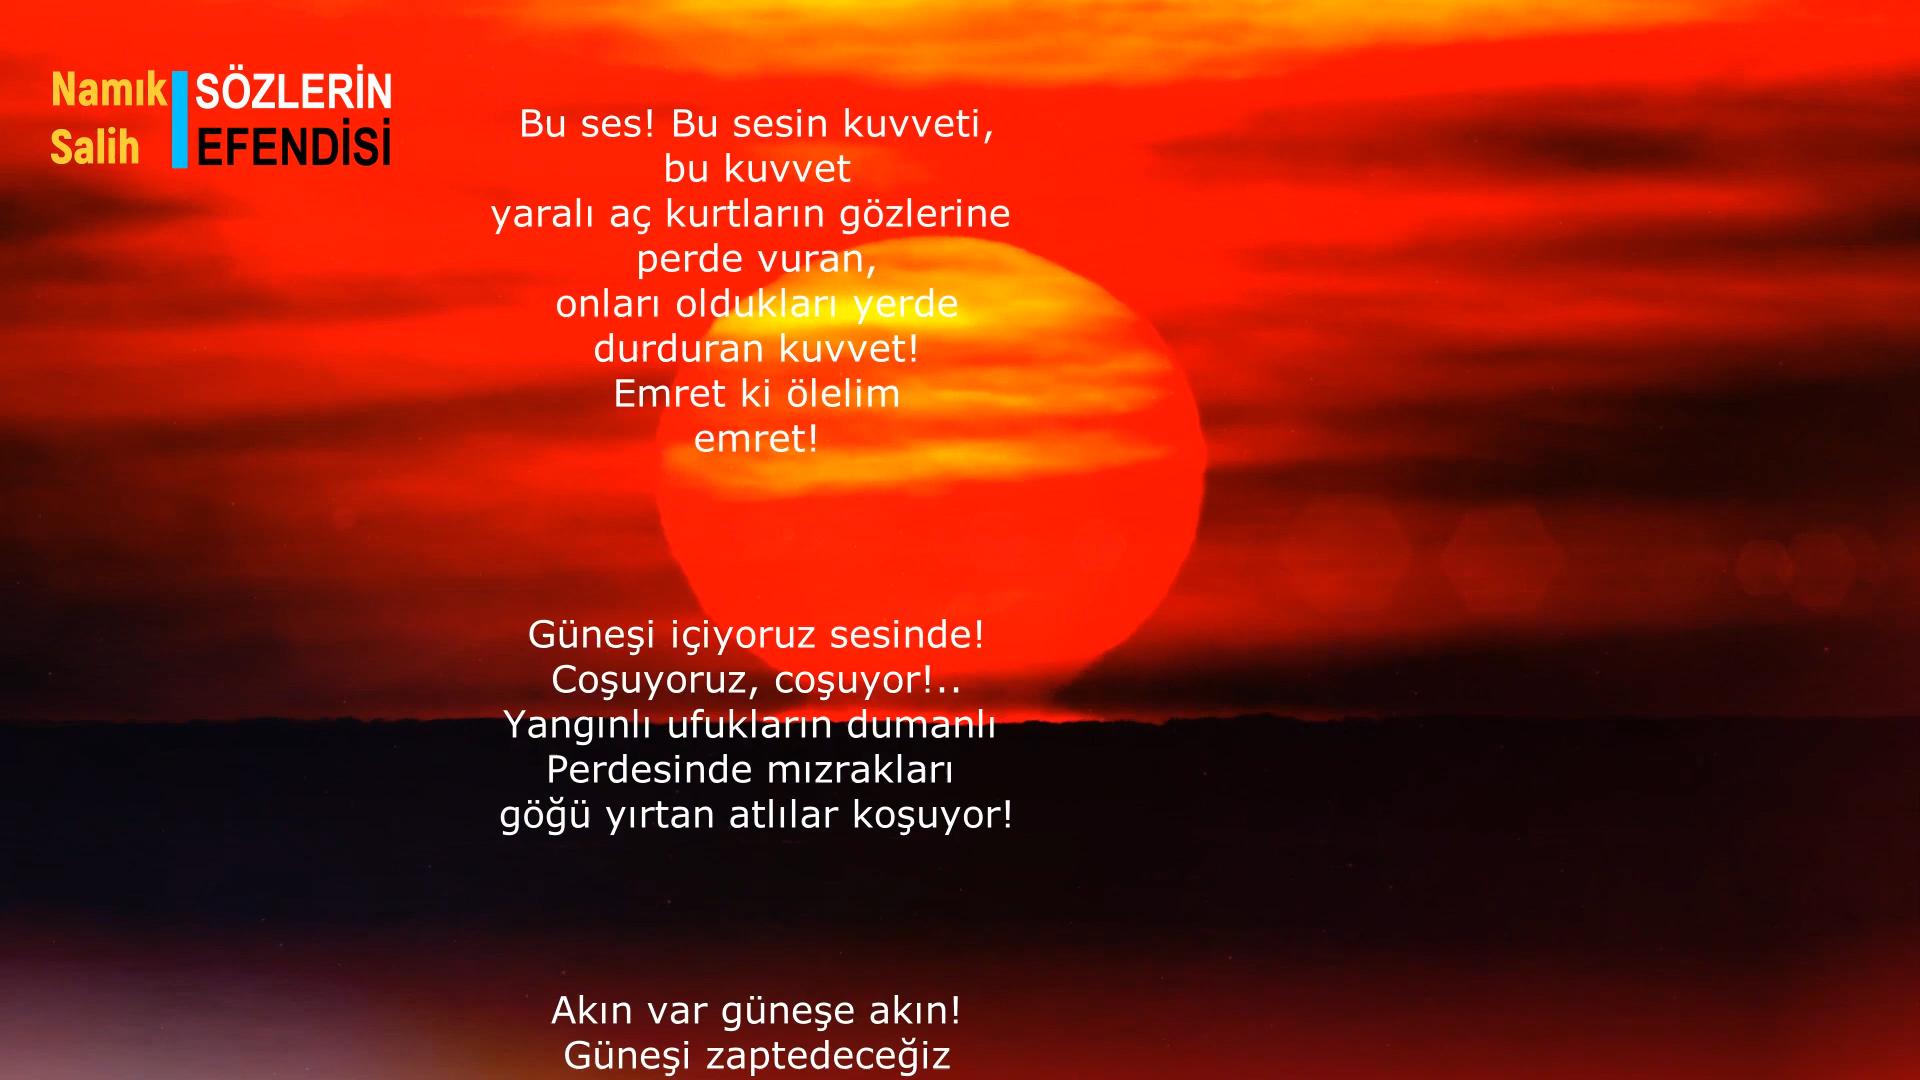 Namık
Salih
SÖZLERİN
EFENDİSİ
Bu ses! Bu sesin kuvveti,
bu kuvvet
yaralı aç kurtların gözlerine
perde vuran,
onları oldukları yerde
durduran kuvvet!
Emret ki ölelim
emret!
Güneşi içiyoruz sesinde!
Coşuyoruz, coşuyor!..
Yangınlı ufukların dumanlı
Perdesinde mızrakları
göğü yırtan atlılar koşuyor!
Akın var güneşe akın!
Güneşi zaptedeceğiz